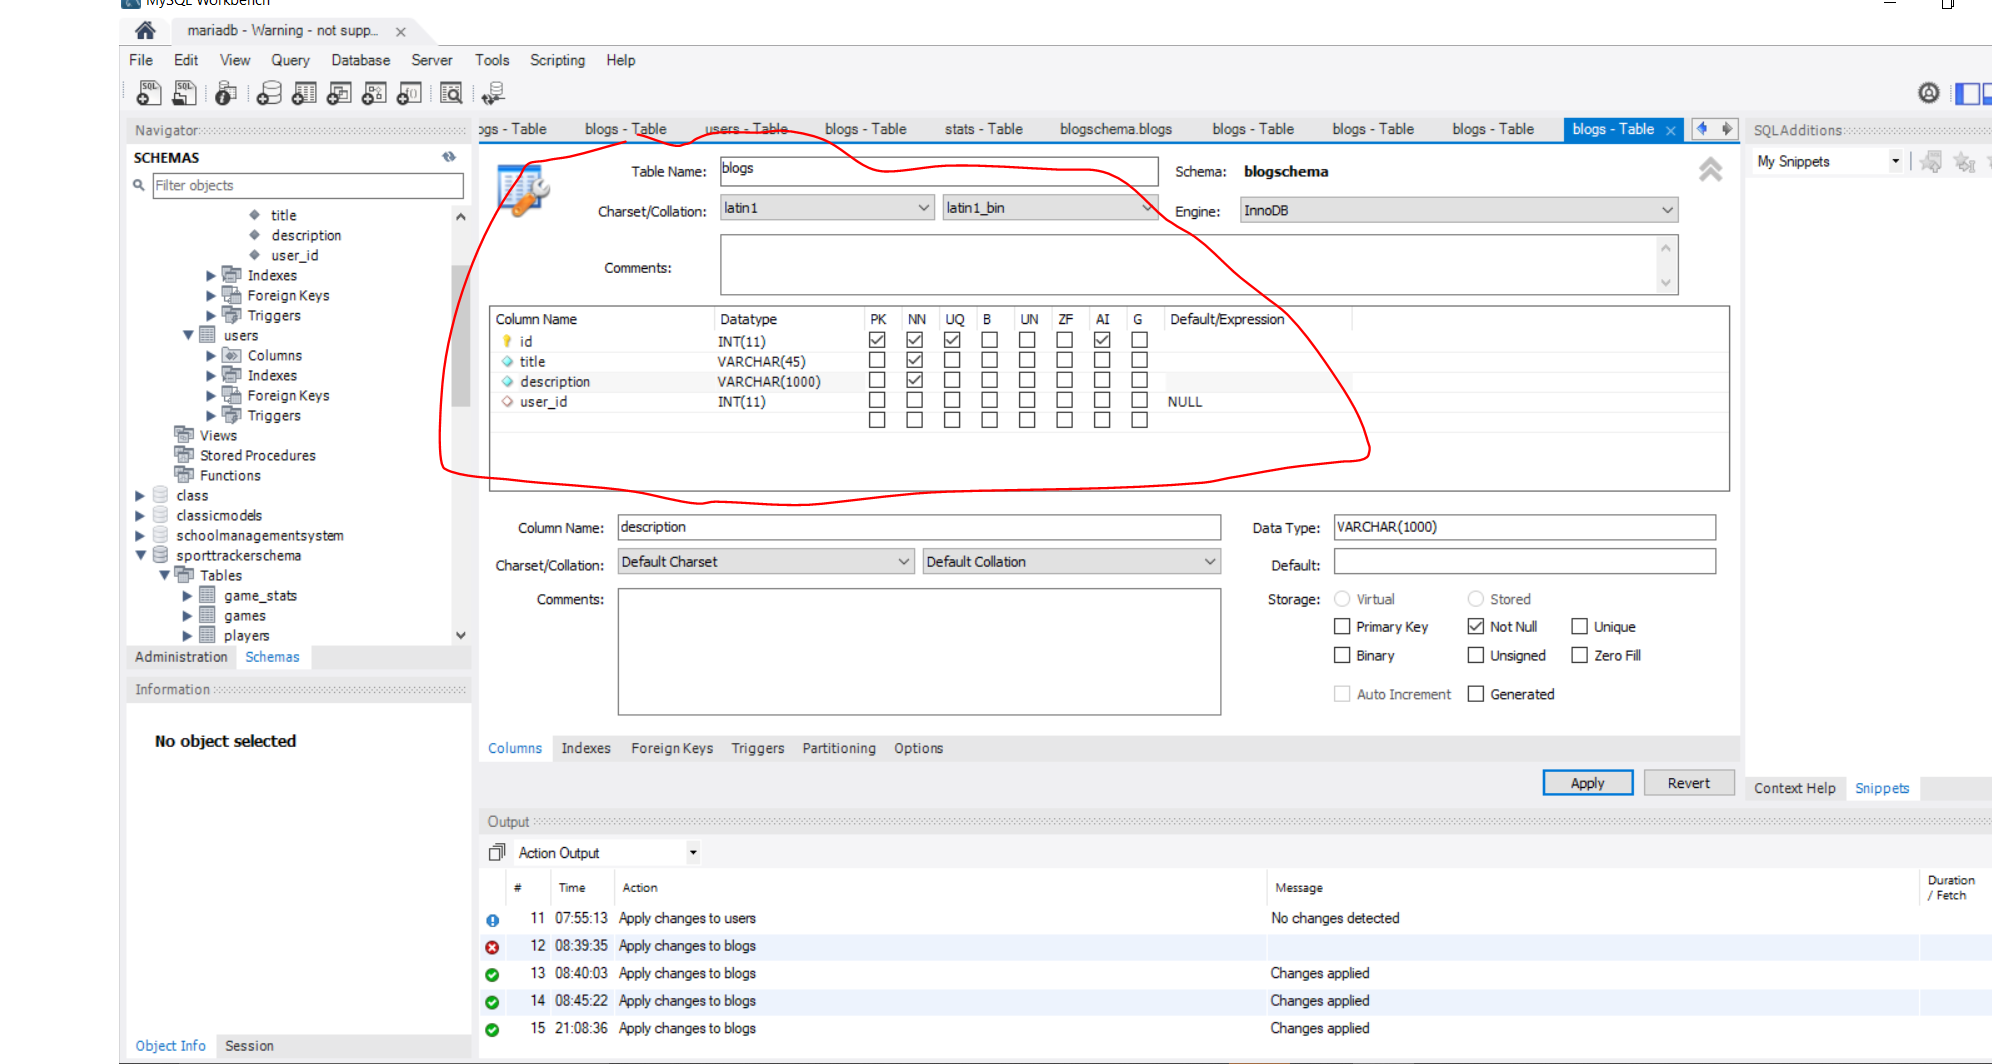 MySQL Workbench
mariadb - Warning - not supp...
File Edit View Query Database Server Tools Scripting Help
Navigator
SCHEMAS
Filter objects
title
description
user_id
Indexes
Foreign Keys
Triggers
users
Columns
Indexes
Foreign Keys
Triggers
Views
Stored Procedures
Functions
class
classicmodels
schoolmanagementsystem
sporttrackerschema
Tables
game_stats
games
players
Administration Schemas
Information
No object selected
Object Info Session
ogs - Table blogs - Table users - Table blogs - Table stats - Table blogschema.blogs blogs - Table blogs - Table blogs - Table blogs - Table
Table Name: blogs Schema: blogschema
Charset/Collation: latin1 latin1_bin Engine: InnoDB
Comments:
Column Name Datatype PK NN UQ B UN ZF AI G Default/Expression
id INT(11)
title VARCHAR(45)
description VARCHAR(1000)
user_id INT(11) NULL
Column Name: description Data Type: VARCHAR(1000)
Charset/Collation: Default Charset Default Collation Default:
Comments: Storage: Virtual Stored
Primary Key Not Null Unique
Binary Unsigned Zero Fill
Auto Increment Generated
Columns Indexes Foreign Keys Triggers Partitioning Options
Apply Revert
Output
Action Output
# Time Action Message Duration / Fetch
11 07:55:13 Apply changes to users No changes detected
12 08:39:35 Apply changes to blogs
13 08:40:03 Apply changes to blogs Changes applied
14 08:45:22 Apply changes to blogs Changes applied
15 21:08:36 Apply changes to blogs Changes applied
SQLAdditions
My Snippets
Context Help Snippets